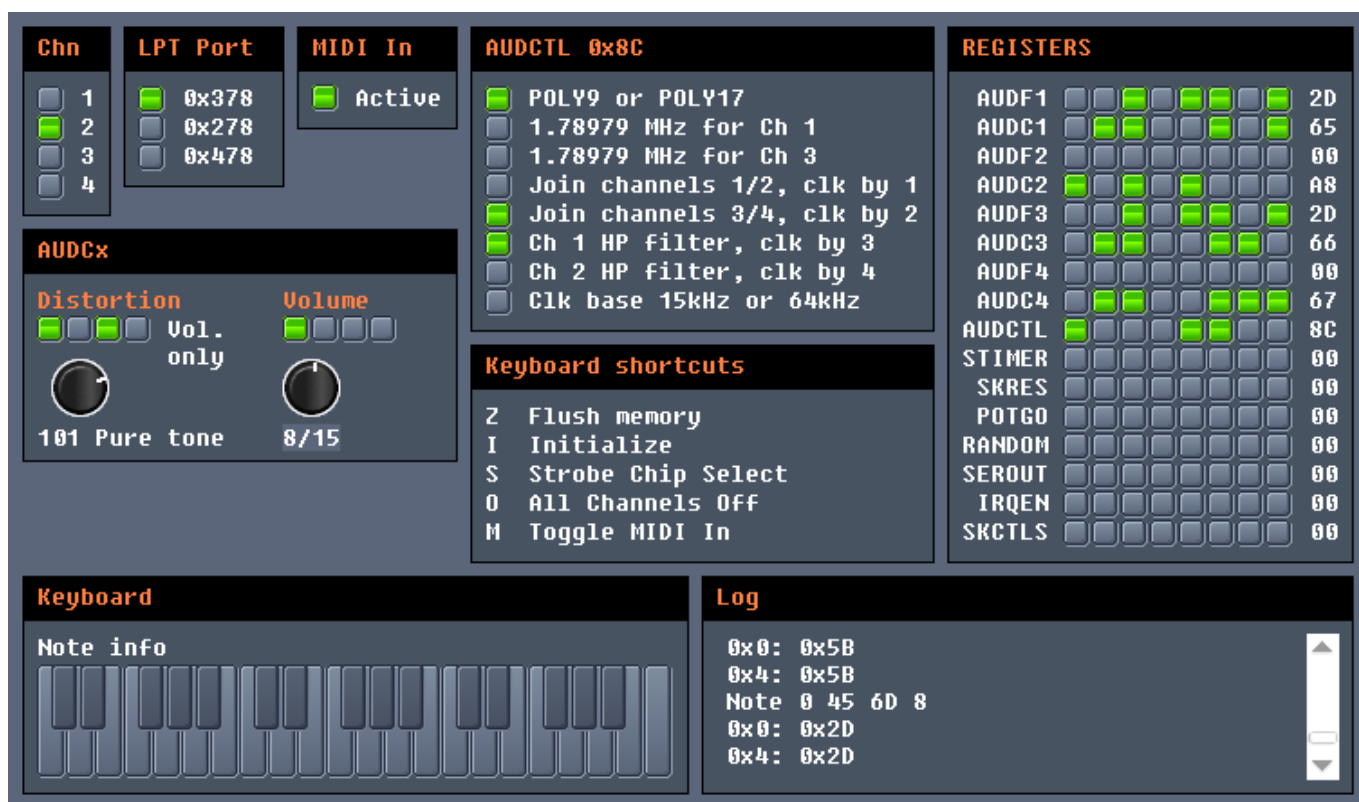 Chn
1
2
3
4
LPT Port
0x378
0x278
0x478
MIDI In
Active
AUDCx
Distortion
Vol.
only
101 Pure tone
Volume
8/15
AUDCTL 0x8C
POLY9 or POLY17
1.78979 MHz for Ch 1
1.78979 MHz for Ch 3
Join channels 1/2, clk by 1
Join channels 3/4, clk by 2
Ch 1 HP filter, clk by 3
Ch 2 HP filter, clk by 4
Clk base 15kHz or 64kHz
Keyboard shortcuts
Z Flush memory
I Initialize
S Strobe Chip Select
O All Channels Off
M Toggle MIDI In
REGISTERS
AUDF1 2D
AUDC1 65
AUDF2 00
AUDC2 A8
AUDF3 2D
AUDC3 66
AUDF4 00
AUDC4 67
AUDCTL 8C
STIMER 00
SKRES 00
POTGO 00
RANDOM 00
SEROUT 00
IRQEN 00
SKCTLS 00
Keyboard
Note info
Log
0x0: 0x5B
0x4: 0x5B
Note 0 45 6D 8
0x0: 0x2D
0x4: 0x2D